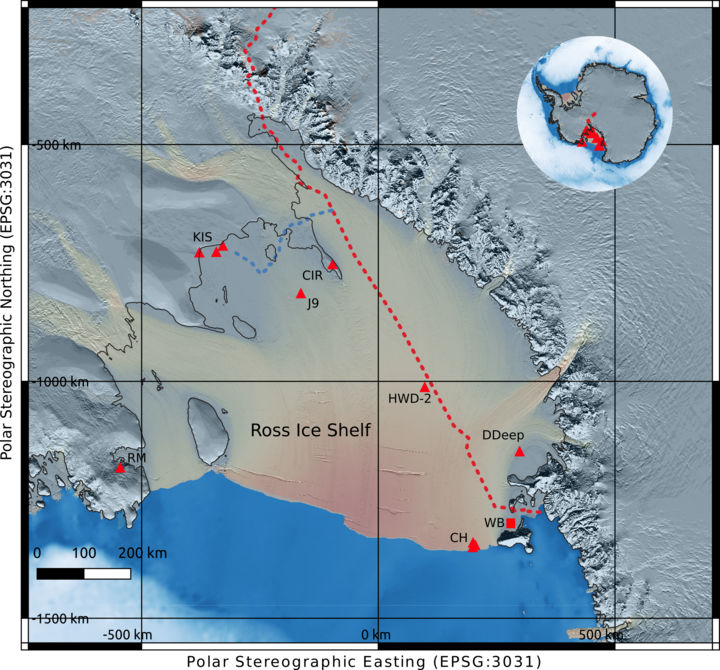 Polar Stereographic Northing (EPSG:3031)
-500 km
KIS
CIR
J9
-1000 km
HWD-2
Ross Ice Shelf
DDeep
RM
WB
CH
0 100 200 km
-1500 km
-500 km 0 km 500 km
Polar Stereographic Easting (EPSG:3031)